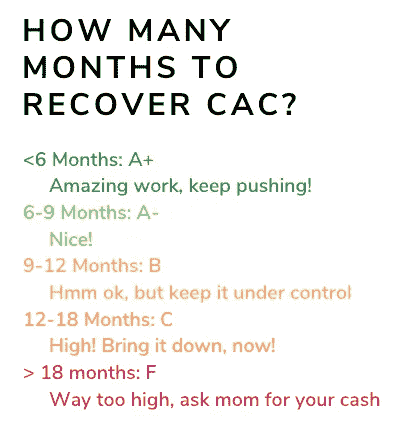 HOW MANY
MONTHS TO
RECOVER CAC?
<6 Months: A+
Amazing work, keep pushing!
6-9 Months: A-
Nice!
9-12 Months: B
Hmm ok, but keep it under control
12-18 Months: C
High! Bring it down, now!
> 18 months: F
Way too high, ask mom for your cash